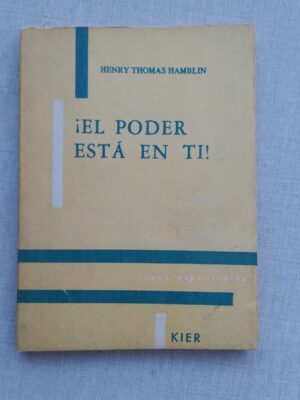 HENRY THOMAS HAMBLIN
¡EL PODER
ESTÁ EN TI!
KIER